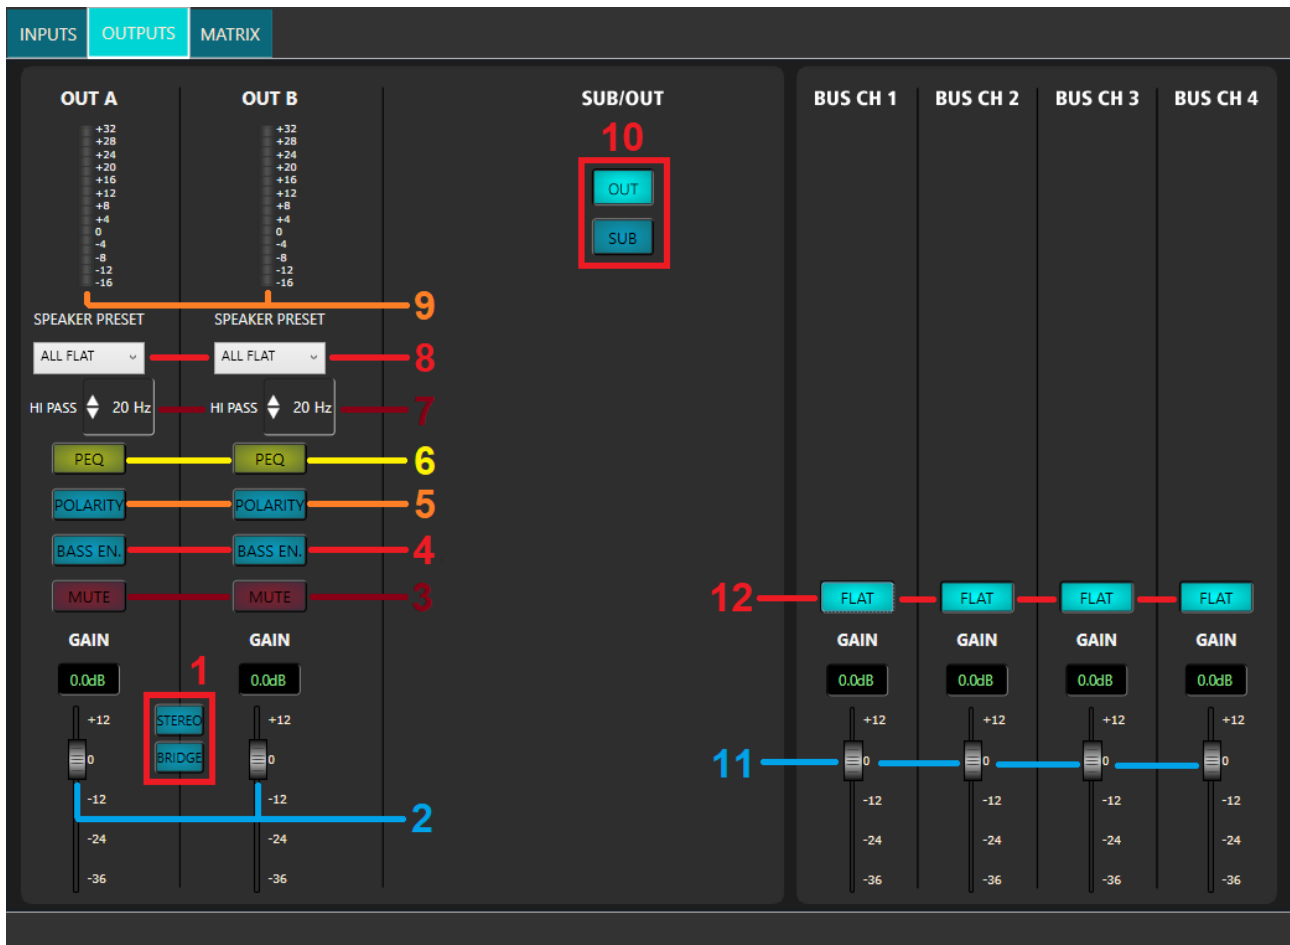 INPUTS OUTPUTS MATRIX
OUT A OUT B SUB/OUT BUS CH 1 BUS CH 2 BUS CH 3 BUS CH 4
+32 +32 10
+28 +28
+24 +24
+20 +20
+16 +16
+12 +12 OUT
+8 +8
+4 +4
0 0
-4 -4 SUB
-8 -8
-12 -12
-16 -16
9
SPEAKER PRESET SPEAKER PRESET
ALL FLAT ALL FLAT 8
HI PASS 20 Hz HI PASS 20 Hz 7
PEQ PEQ 6
POLARITY POLARITY 5
BASS EN. BASS EN. 4
MUTE MUTE 3 12 FLAT FLAT FLAT FLAT
GAIN GAIN GAIN GAIN GAIN GAIN
0.0dB 1 0.0dB 0.0dB 0.0dB 0.0dB 0.0dB
+12 STEREO +12 +12 +12 +12 +12
0 BRIDGE 0 11 0 0 0 0
-12 -12 2 -12 -12 -12 -12
-24 -24 -24 -24 -24 -24
-36 -36 -36 -36 -36 -36